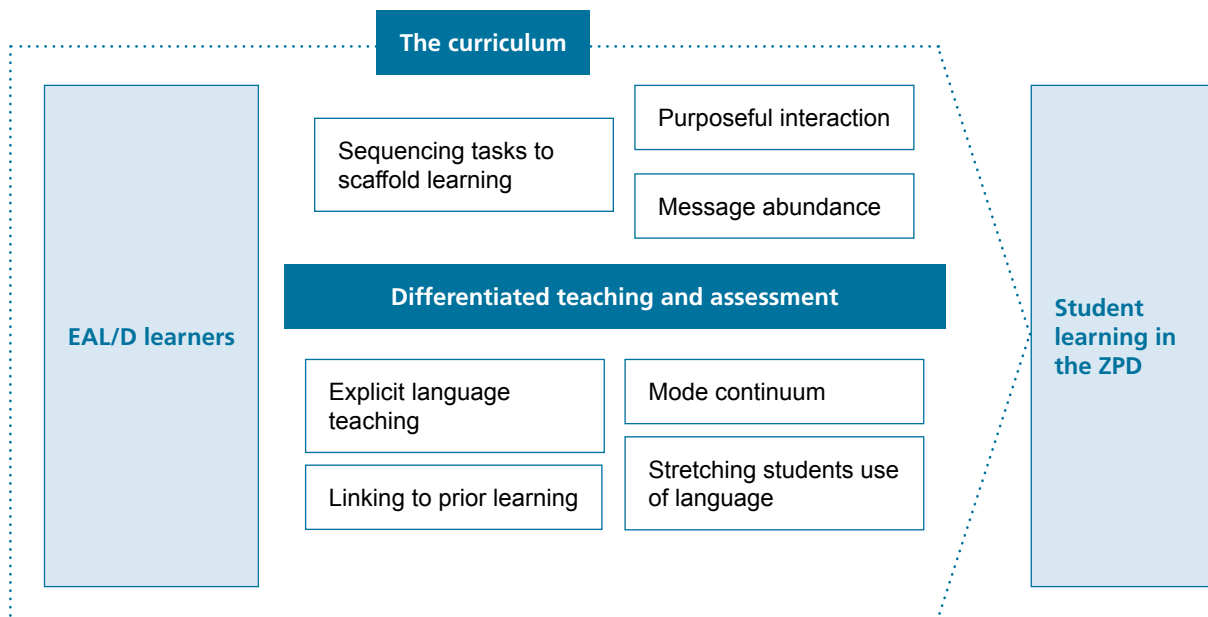 The curriculum
EAL/D learners
Sequencing tasks to
scaffold learning
Purposeful interaction
Message abundance
Differentiated teaching and assessment
Explicit language
teaching
Linking to prior learning
Mode continuum
Stretching students use
of language
Student
learning in
the ZPD